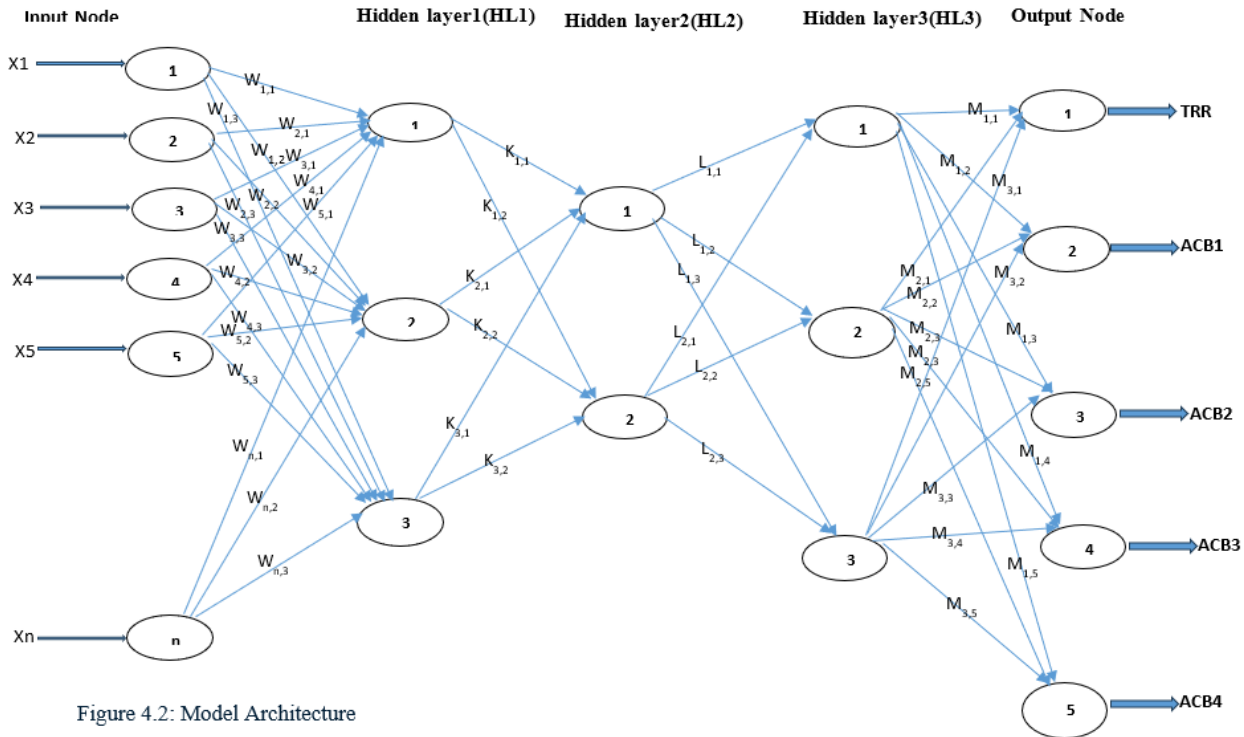 Input Node
Hidden layer1(HL1)
Hidden layer2(HL2)
Hidden layer3(HL3)
Output Node
X1
X2
X3
X4
X5
Xn
1
2
3
4
5
n
W1,1
W1,3
W2,1
W1,2
W3,1
W4,1
W2,3
W2,2
W5,1
W3,3
W3,2
W4,2
W4,3
W5,2
W5,3
Wn,1
Wn,2
Wn,3
1
2
3
K1,1
K1,2
K2,1
K2,2
K3,1
K3,2
1
2
L1,1
L1,2
L1,3
L2,1
L2,2
L2,3
1
2
3
M1,1
M1,2
M3,1
M2,1
M3,2
M2,2
M2,3
M1,3
M2,3
M2,5
M1,4
M3,3
M3,4
M1,5
M3,5
1
2
3
4
5
TRR
ACB1
ACB2
ACB3
ACB4
Figure 4.2: Model Architecture